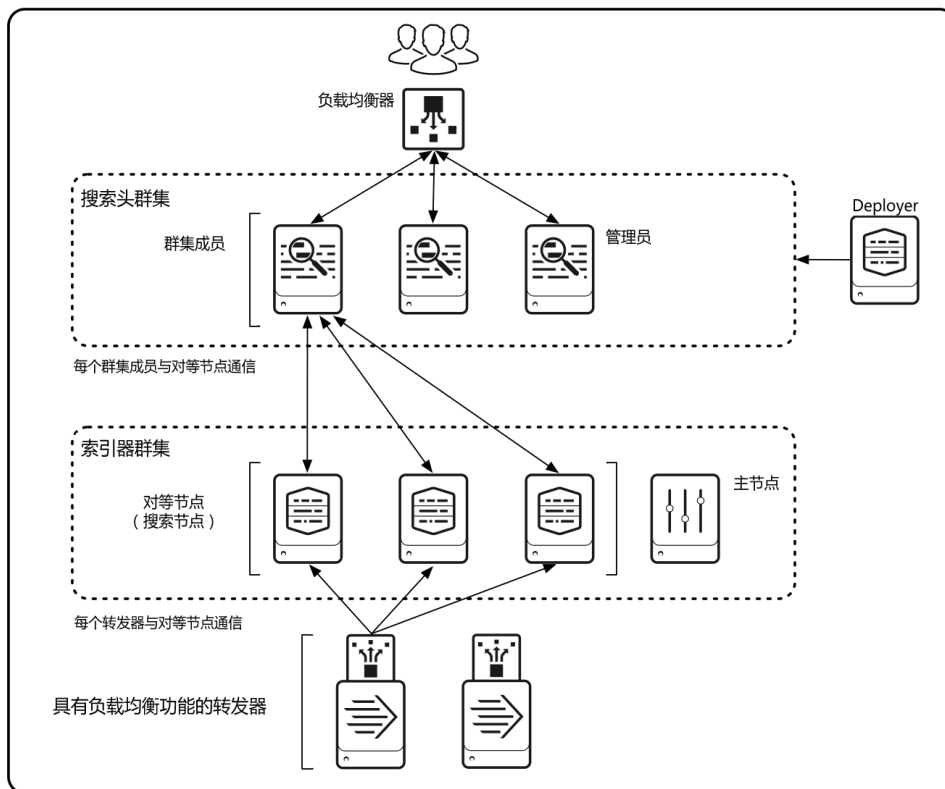 负载均衡器
搜索头群集
Deployer
群集成员
管理员
每个群集成员与对等节点通信
索引器群集
对等节点
（搜索节点）
主节点
每个转发器与对等节点通信
具有负载均衡功能的转发器